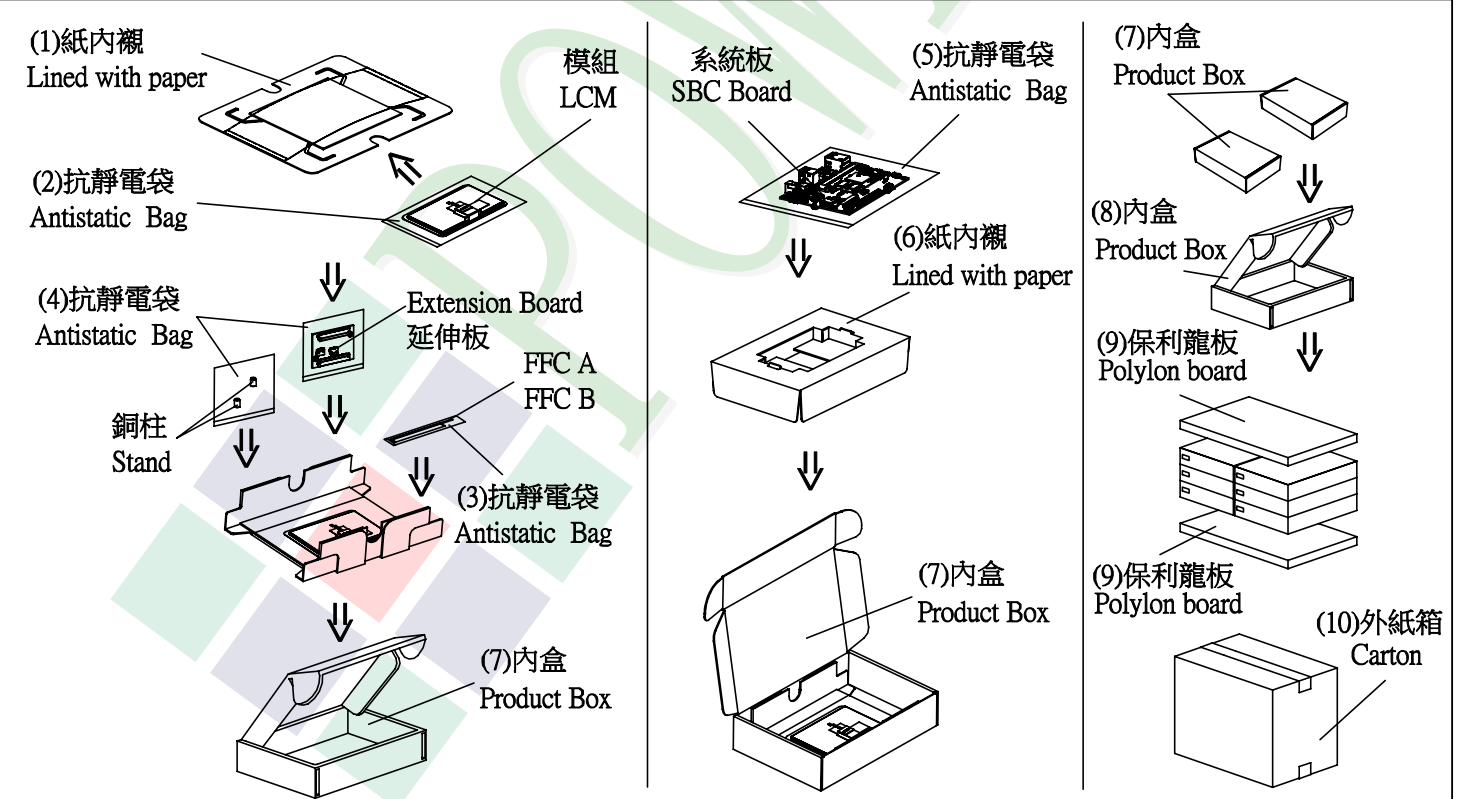 (1)紙內襯
Lined with paper
模組
LCM
(2)抗靜電袋
Antistatic Bag
(4)抗靜電袋
Antistatic Bag
Extension Board
延伸板
FFC A
FFC B
銅柱
Stand
(3)抗靜電袋
Antistatic Bag
(7)內盒
Product Box
系統板
SBC Board
(5)抗靜電袋
Antistatic Bag
(6)紙內襯
Lined with paper
(7)內盒
Product Box
(7)內盒
Product Box
(8)內盒
Product Box
(9)保利龍板
Polylon board
(9)保利龍板
Polylon board
(10)外紙箱
Carton